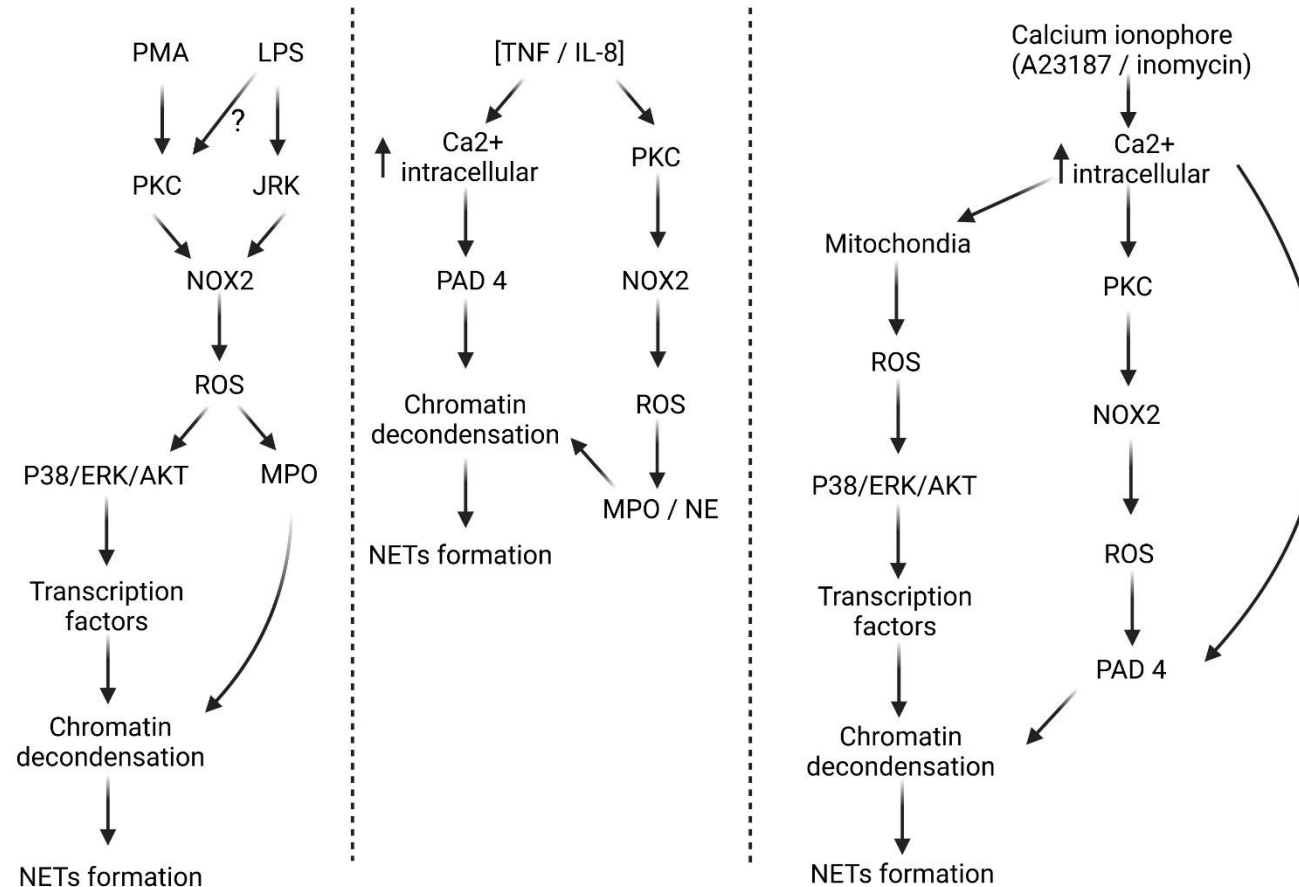 PMA
LPS
?
PKC
JRK
NOX2
ROS
P38/ERK/AKT
MPO
Transcription
factors
Chromatin
decondensation
NETs formation
[TNF / IL-8]
Ca2+
intracellular
PKC
PAD 4
NOX2
Chromatin
decondensation
ROS
MPO / NE
NETs formation
Calcium ionophore
(A23187 / inomycin)
Ca2+
intracellular
Mitochondia
PKC
ROS
NOX2
P38/ERK/AKT
ROS
Transcription
factors
PAD 4
Chromatin
decondensation
NETs formation